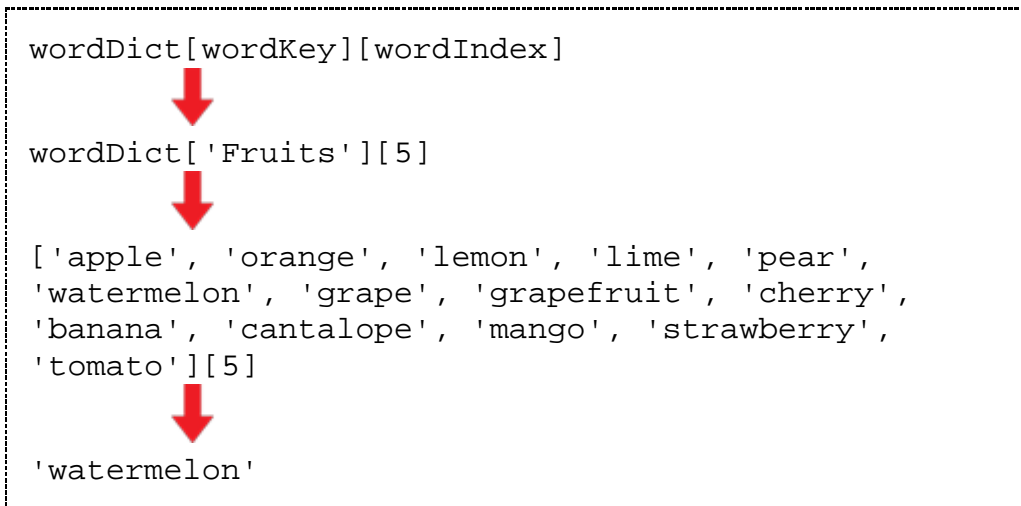 wordDict[wordKey][wordIndex]
wordDict['Fruits'][5]
['apple', 'orange', 'lemon', 'lime', 'pear',
'watermelon', 'grape', 'grapefruit', 'cherry',
'banana', 'cantalope', 'mango', 'strawberry',
'tomato'][5]
'watermelon'